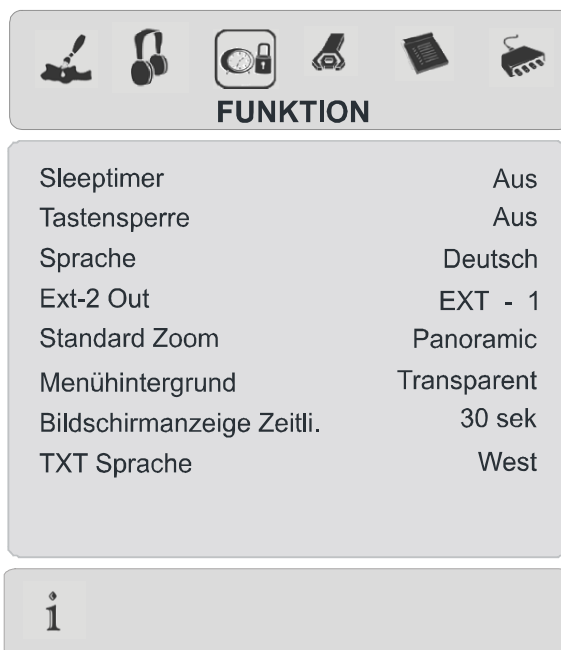 FUNKTION
Sleeptimer Aus
Tastensperre Aus
Sprache Deutsch
Ext-2 Out EXT - 1
Standard Zoom Panoramic
Menühintergrund Transparent
Bildschirmanzeige Zeitli. 30 sek
TXT Sprache West
i